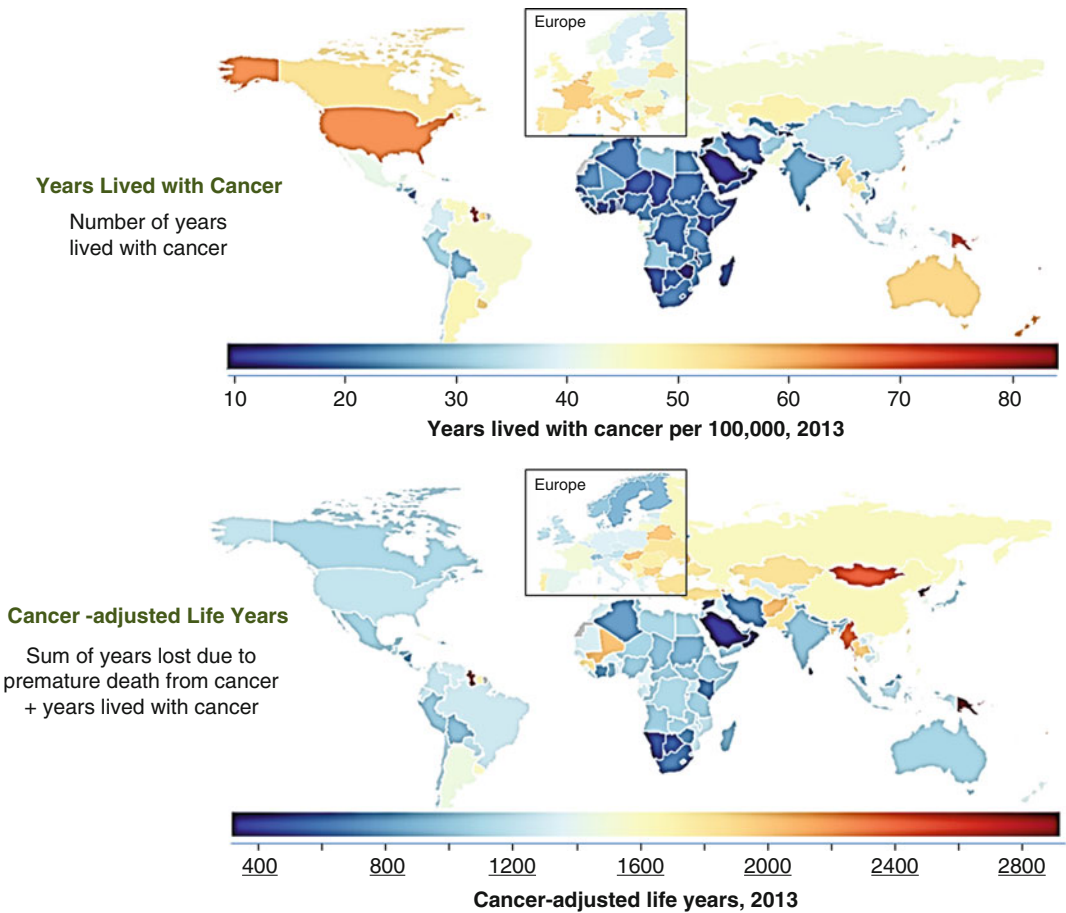 Europe
Years Lived with Cancer
Number of years
lived with cancer
10 20 30 40 50 60 70 80
Years lived with cancer per 100,000, 2013
Europe
Cancer -adjusted Life Years
Sum of years lost due to
premature death from cancer
+ years lived with cancer
400 800 1200 1600 2000 2400 2800
Cancer-adjusted life years, 2013